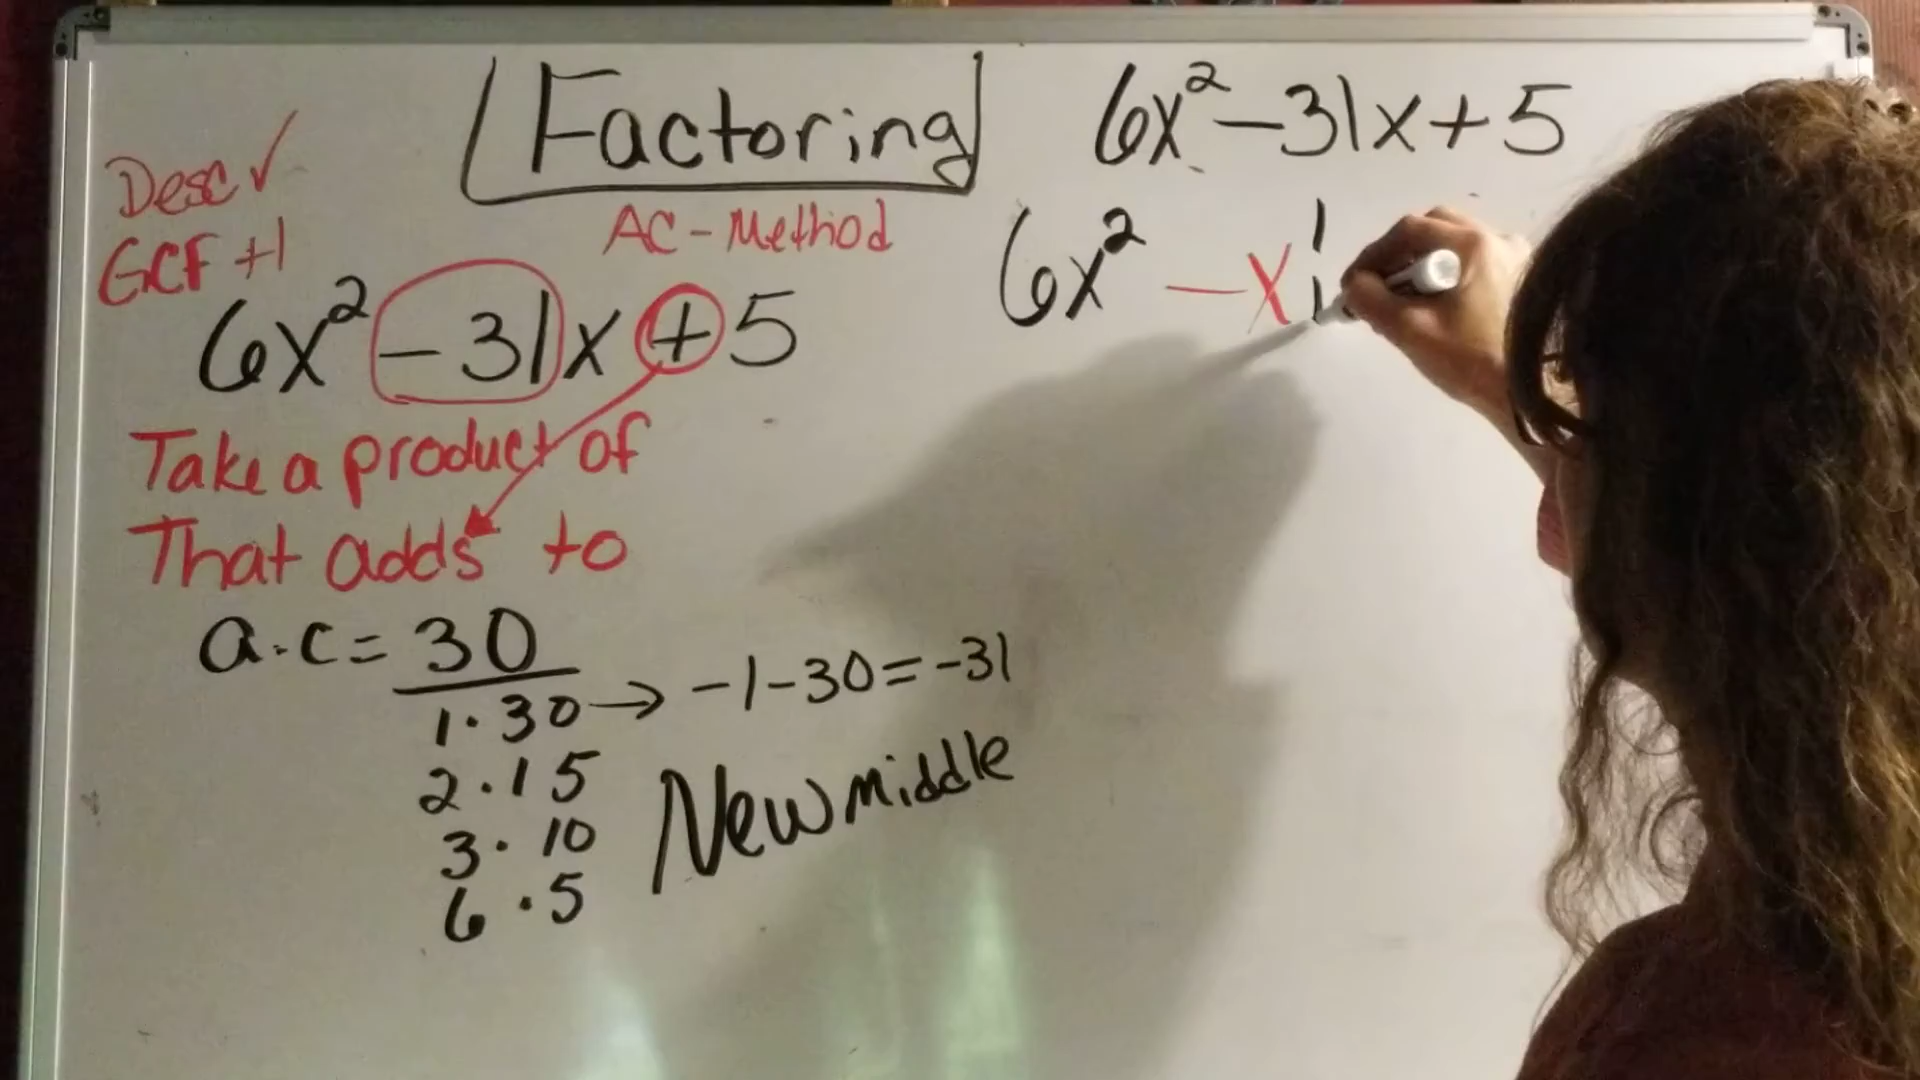 Factoring
AC-Method
Desc ✓
GCF +1
6x² -31x + 5
Take a product of
That adds to
a·c = 30
1·30 → -1-30=-31
2·15
3·10
6·5
New middle
6x²-31x+5
6x² -x